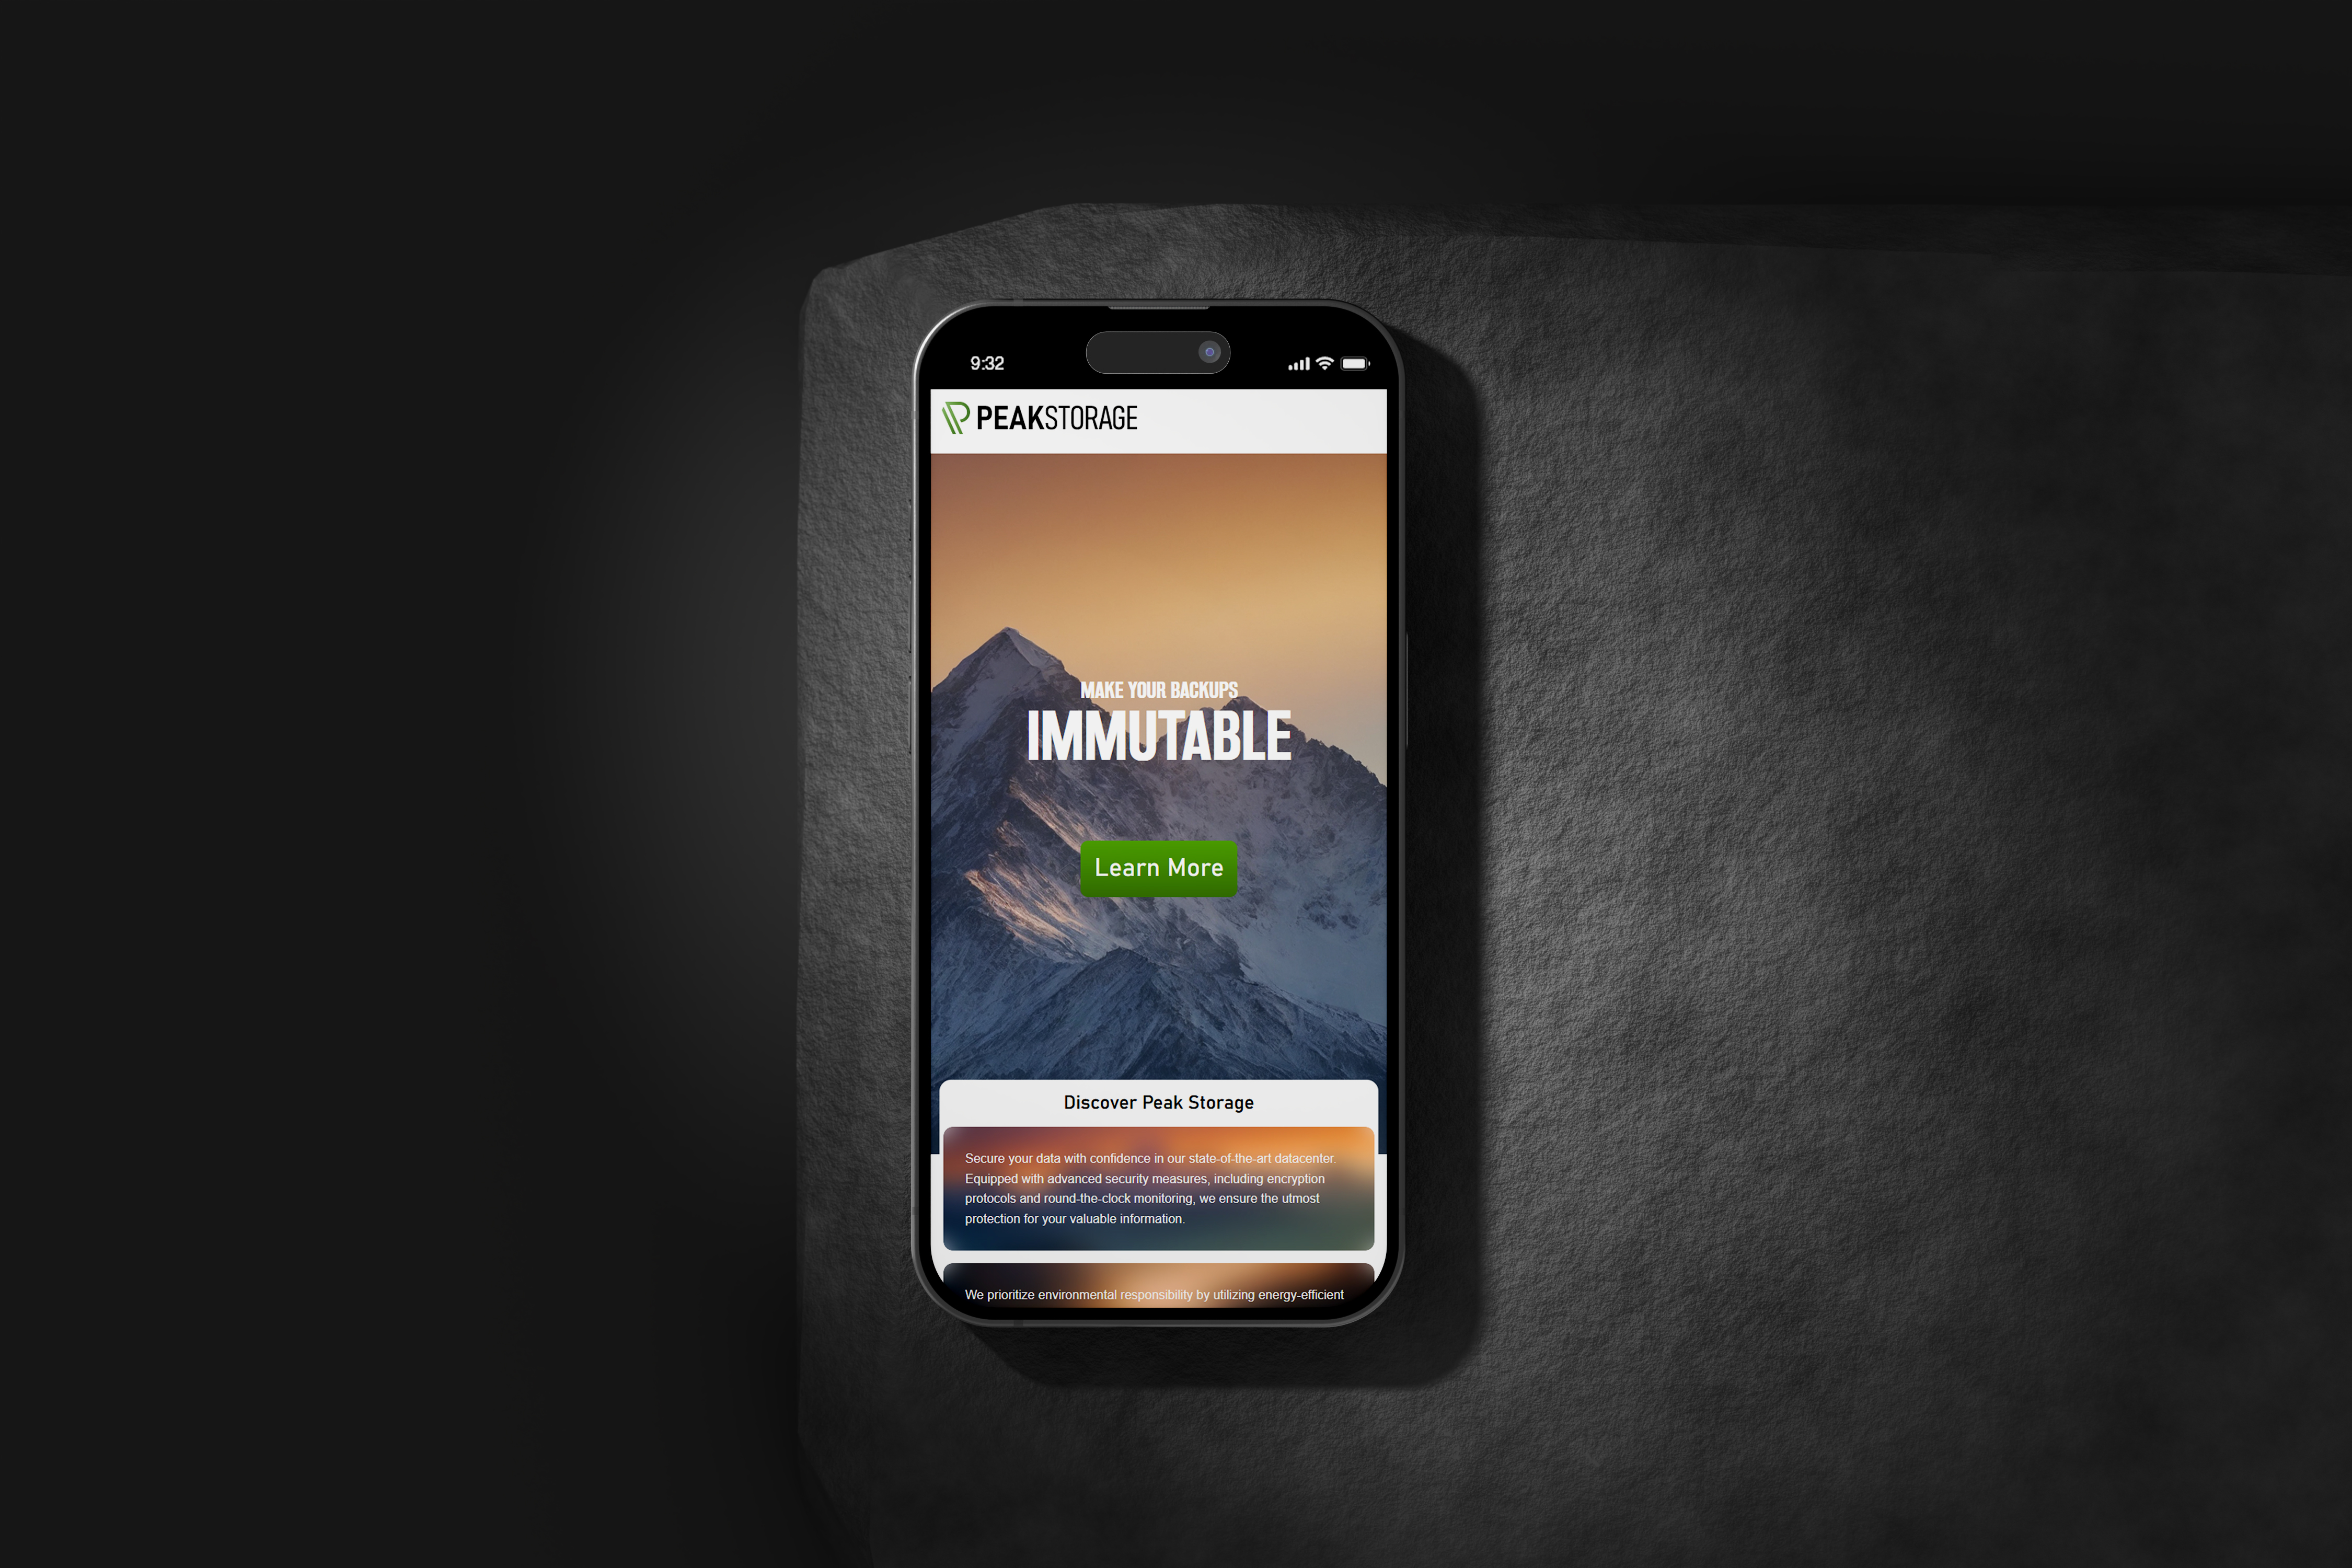 9:32
PEAKSTORAGE
MAKE YOUR BACKUPS
IMMUTABLE
Learn More
Discover Peak Storage
Secure your data with confidence in our state-of-the-art datacenter.
Equipped with advanced security measures, including encryption
protocols and round-the-clock monitoring, we ensure the utmost
protection for your valuable information.
We prioritize environmental responsibility by utilizing energy-efficient